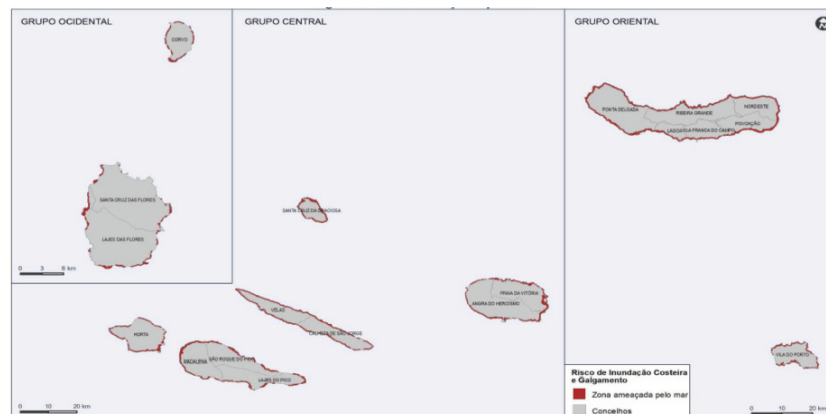 GRUPO OCIDENTAL
GRUPO CENTRAL
GRUPO ORIENTAL
CORVO
SANTA CRUZ DAS FLORES
LAJES DAS FLORES
0 3 6 km
SANTA CRUZ DA GRACIOSA
PONTA DELGADA
RIBEIRA GRANDE
NORDESTE
POVOAÇÃO
LAGOA
VILA FRANCA DO CAMPO
VELAS
CALHETA DE SÃO JORGE
PRAIA DA VITÓRIA
ANGRA DO HEROÍSMO
HORTA
MADALENA
SÃO ROQUE DO PICO
LAJES DO PICO
VILA DO PORTO
0 10 20 km
Risco de Inundação Costeira
e Galgamento
Zona ameaçada pelo mar
Concelhos
0 10 20 km